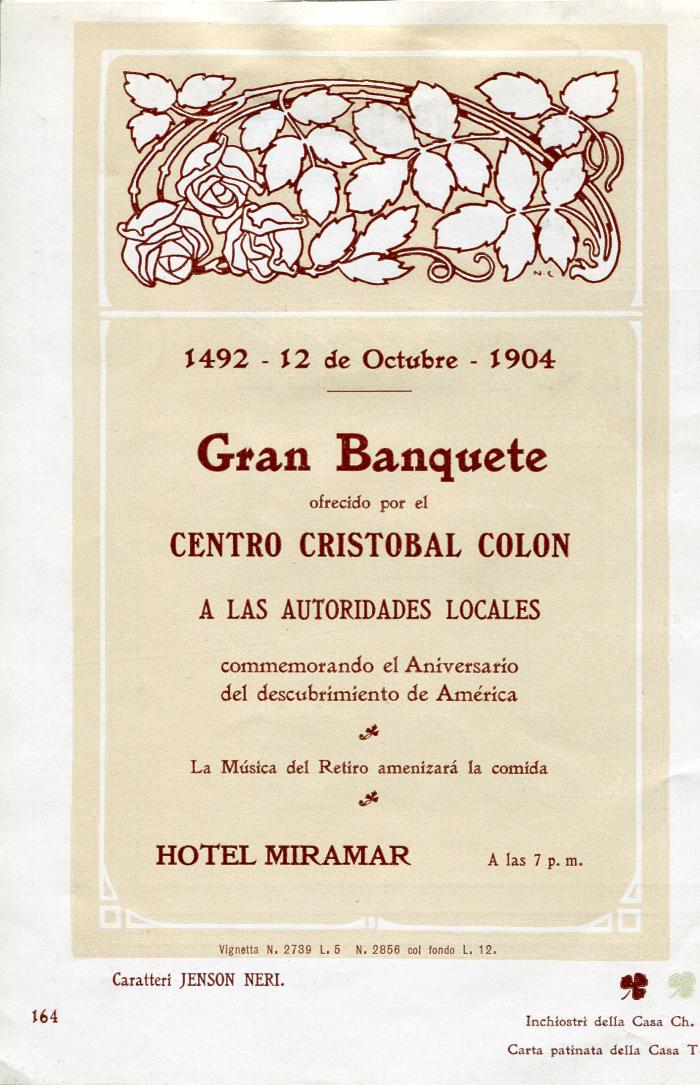 N. C
1492 - 12 de Octubre - 1904
Gran Banquete
ofrecido por el
CENTRO CRISTOBAL COLON
A LAS AUTORIDADES LOCALES
commemorando el Aniversario
del descubrimiento de América
La Música del Retiro amenizará la comida
HOTEL MIRAMAR A las 7 p. m.
Vignetta N. 2739 L. 5 N. 2856 col fondo L. 12.
Caratteri JENSON NERI.
164
Inchiostri della Casa Ch.
Carta patinata della Casa T